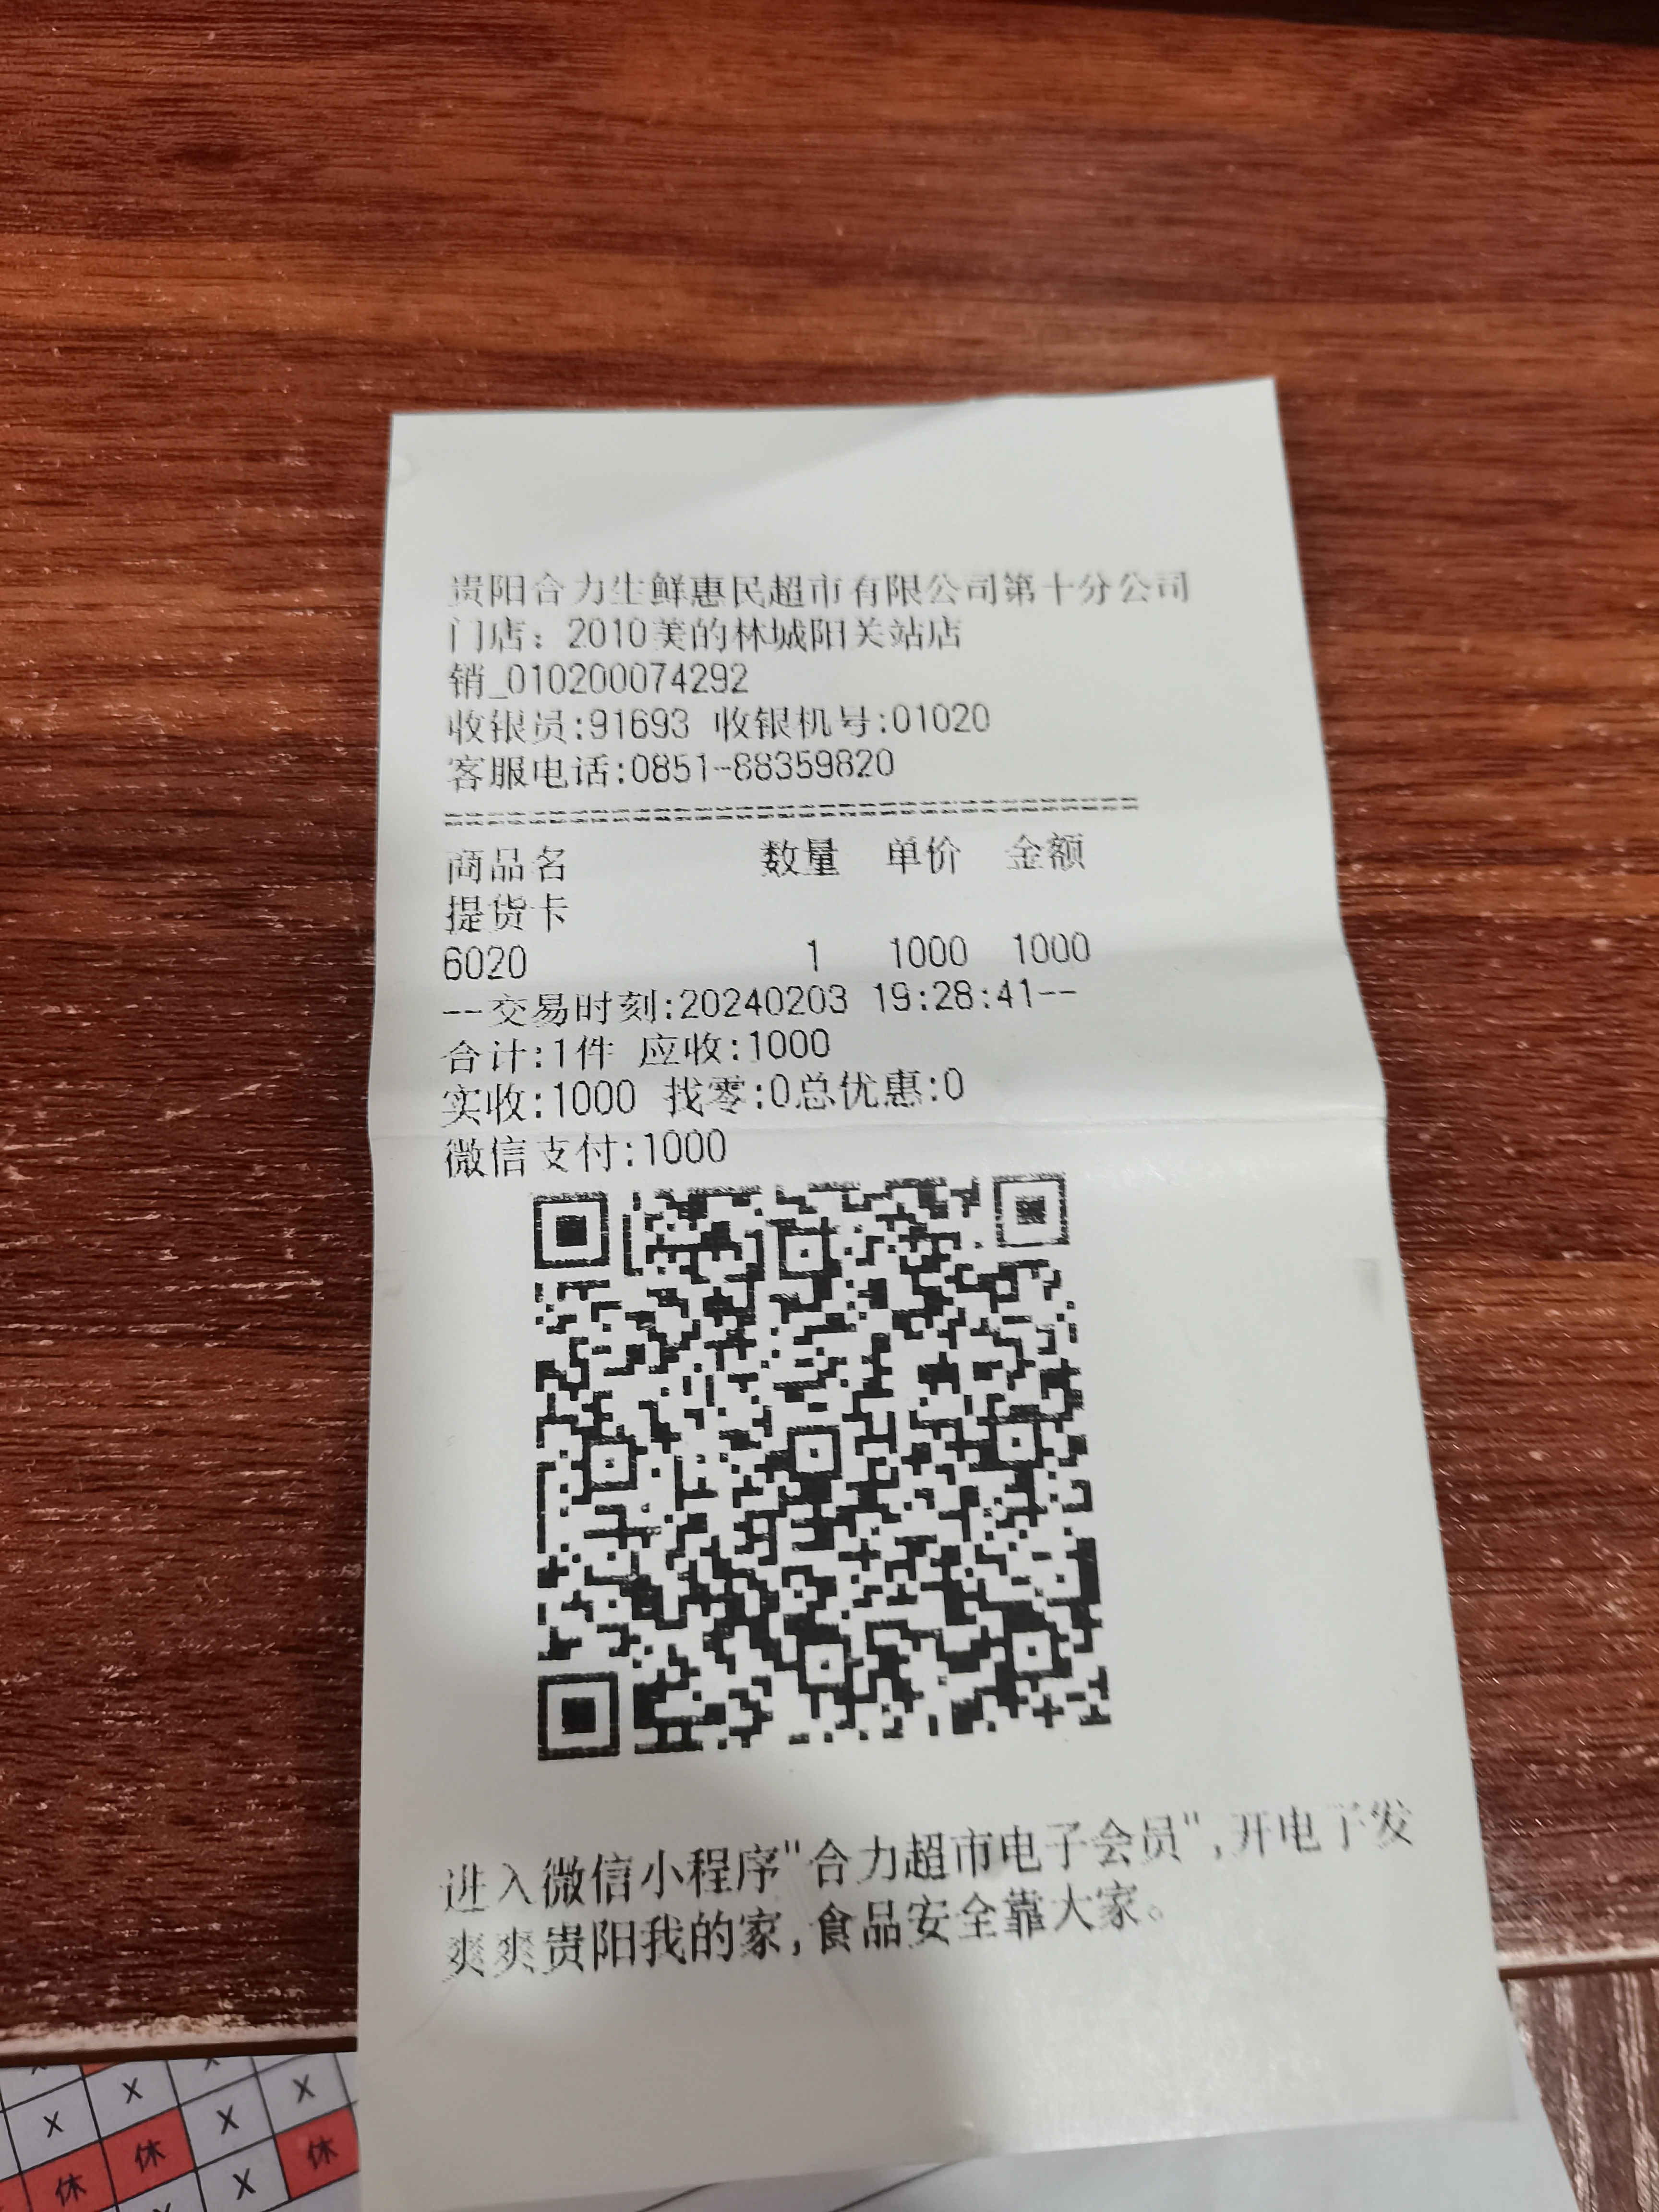 贵阳合力生鲜惠民超市有限公司第十分公司
门店：2010美的林城阳关站店
销_010200074292
收银员:91693 收银机号:01020
客服电话:0851-88359820
商品名 数量 单价 金额
提货卡
6020 1 1000 1000
--交易时刻:20240203 19:28:41--
合计:1件 应收:1000
实收:1000 找零:0总优惠:0
微信支付:1000
进入微信小程序"合力超市电子会员",开电子发
爽爽贵阳我的家,食品安全靠大家。
X X
X X
休 X
休 X 休